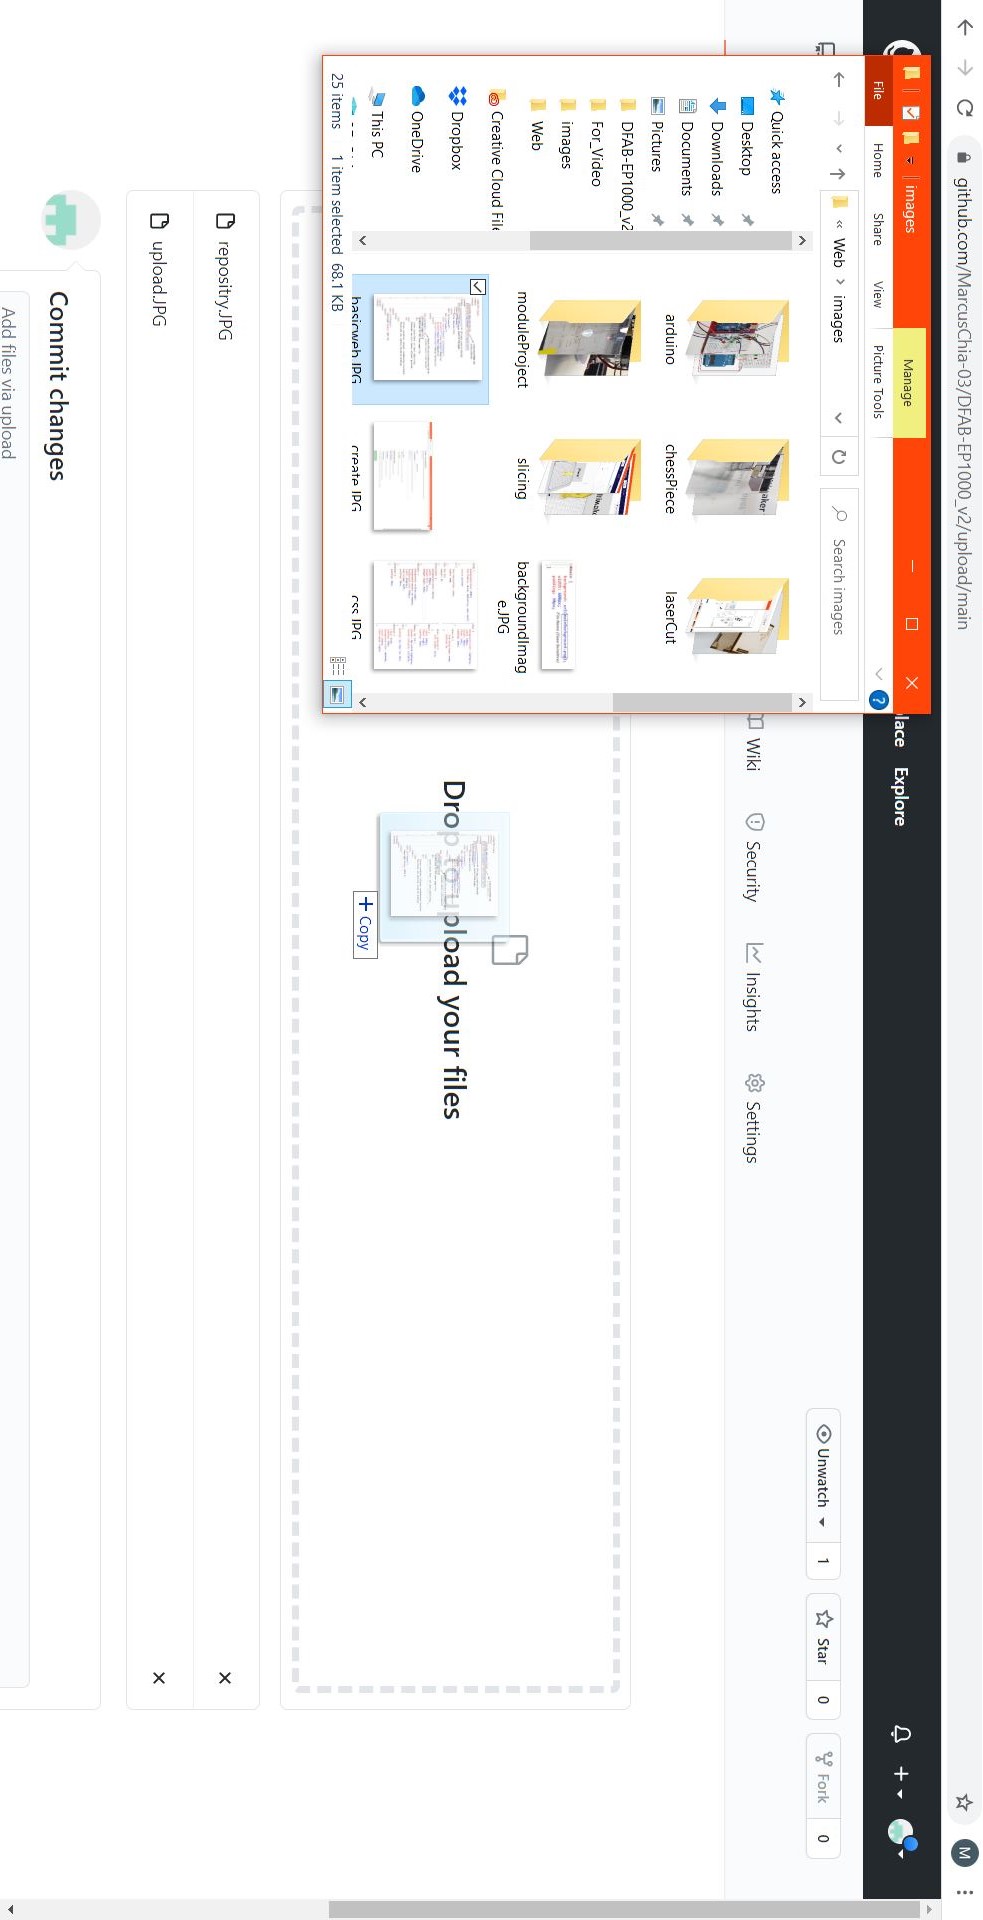 github.com/MarcusChia-03/DFAB-EP1000_v2/upload/main
M
images
Manage
lace
Explore
File
Home
Share
View
Picture Tools
?
« Web > images
Search images
Unwatch
1
Star
0
Fork
0
Wiki
Security
Insights
Settings
Quick access
Desktop
Downloads
Documents
Pictures
DFAB-EP1000_v2
For_Video
images
Web
Creative Cloud File
Dropbox
OneDrive
This PC
arduino
chessPiece
laserCut
moduleProject
slicing
backgroundImag
e.JPG
basicweb.JPG
create.JPG
css.JPG
25 items
1 item selected 68.1 KB
Drop to upload your files
+ Copy
repositry.JPG
upload.JPG
Commit changes
Add files via upload